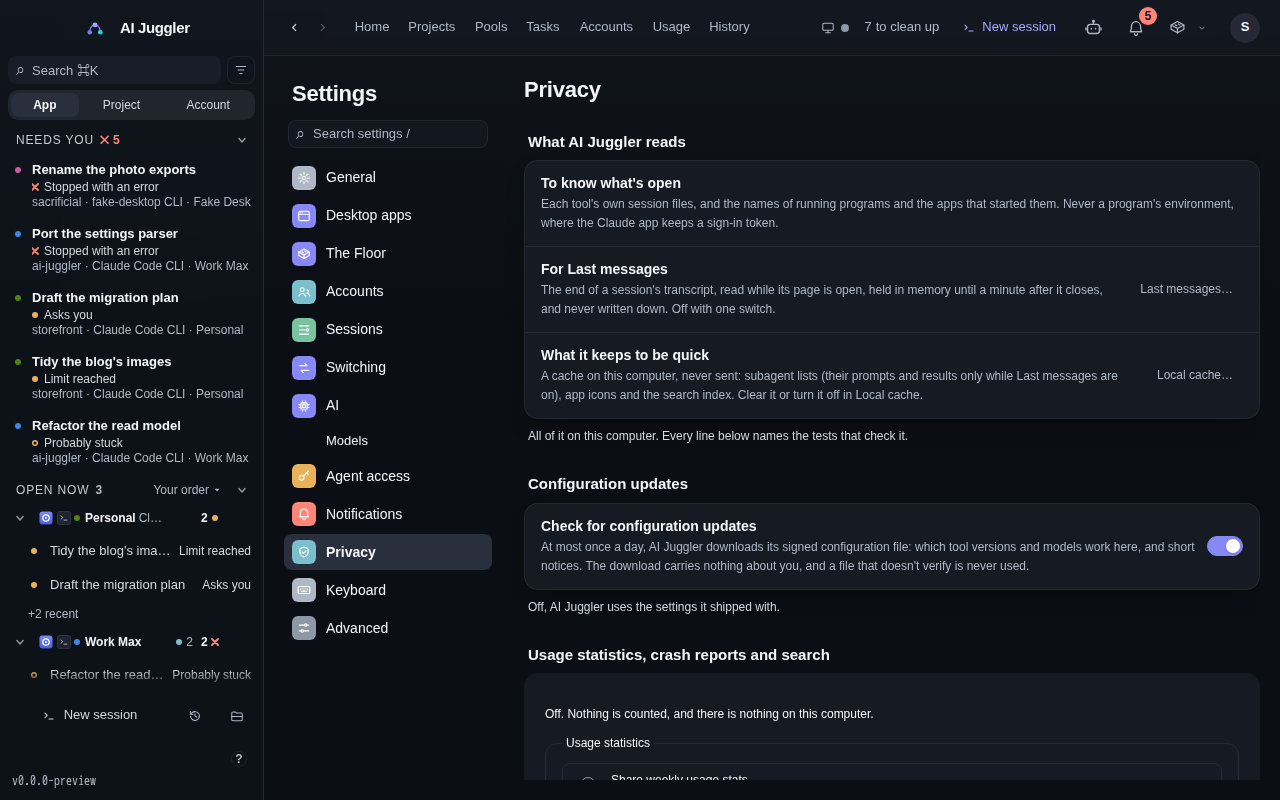 AI Juggler
Search ⌘K
App
Project
Account
NEEDS YOU 5
Rename the photo exports
Stopped with an error
sacrificial · fake-desktop CLI · Fake Desk
Port the settings parser
Stopped with an error
ai-juggler · Claude Code CLI · Work Max
Draft the migration plan
Asks you
storefront · Claude Code CLI · Personal
Tidy the blog's images
Limit reached
storefront · Claude Code CLI · Personal
Refactor the read model
Probably stuck
ai-juggler · Claude Code CLI · Work Max
OPEN NOW 3
Your order
Personal Cl… 2
Tidy the blog's ima… Limit reached
Draft the migration plan Asks you
+2 recent
Work Max 2 2
Refactor the read… Probably stuck
New session
?
v0.0.0-preview
Home
Projects
Pools
Tasks
Accounts
Usage
History
7 to clean up
New session
5
S
Settings
Search settings /
General
Desktop apps
The Floor
Accounts
Sessions
Switching
AI
Models
Agent access
Notifications
Privacy
Keyboard
Advanced
Privacy
What AI Juggler reads
To know what's open
Each tool's own session files, and the names of running programs and the apps that started them. Never a program's environment,
where the Claude app keeps a sign-in token.
For Last messages
The end of a session's transcript, read while its page is open, held in memory until a minute after it closes,
and never written down. Off with one switch.
Last messages…
What it keeps to be quick
A cache on this computer, never sent: subagent lists (their prompts and results only while Last messages are
on), app icons and the search index. Clear it or turn it off in Local cache.
Local cache…
All of it on this computer. Every line below names the tests that check it.
Configuration updates
Check for configuration updates
At most once a day, AI Juggler downloads its signed configuration file: which tool versions and models work here, and short
notices. The download carries nothing about you, and a file that doesn't verify is never used.
Off, AI Juggler uses the settings it shipped with.
Usage statistics, crash reports and search
Off. Nothing is counted, and there is nothing on this computer.
Usage statistics
Share weekly usage stats